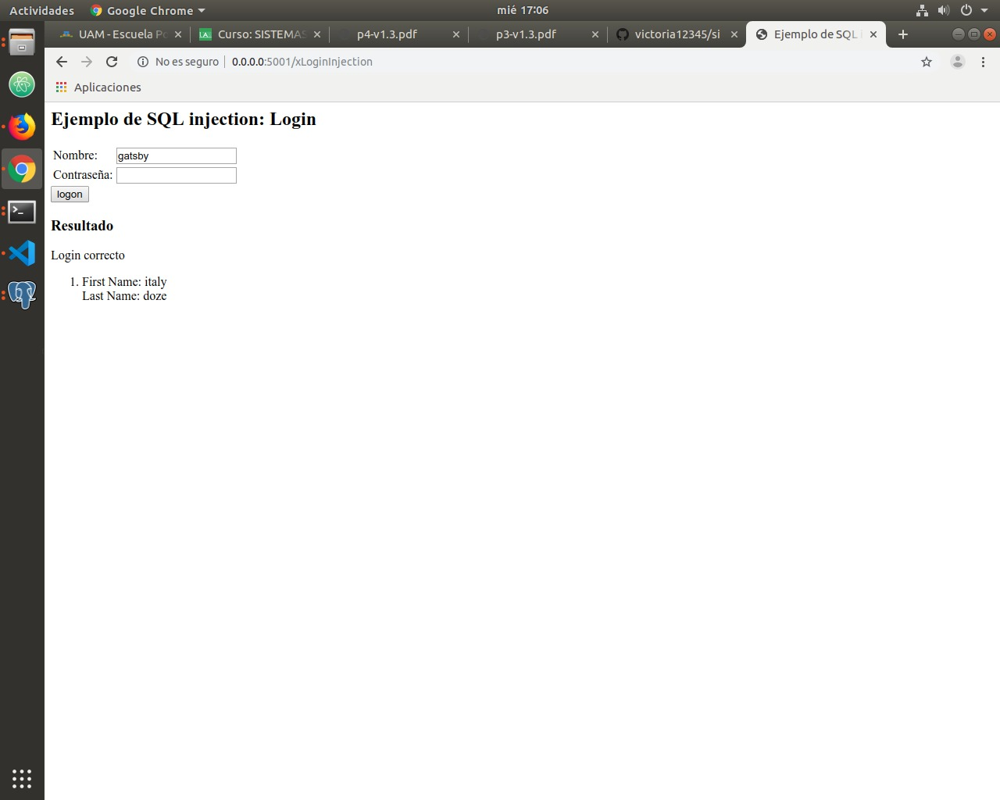 Actividades Google Chrome mié 17:06
UAM - Escuela Po Curso: SISTEMAS p4-v1.3.pdf p3-v1.3.pdf victoria12345/si Ejemplo de SQL i
No es seguro 0.0.0.0:5001/xLoginInjection
Aplicaciones
Ejemplo de SQL injection: Login
Nombre: gatsby
Contraseña:
logon
Resultado
Login correcto
1. First Name: italy
Last Name: doze